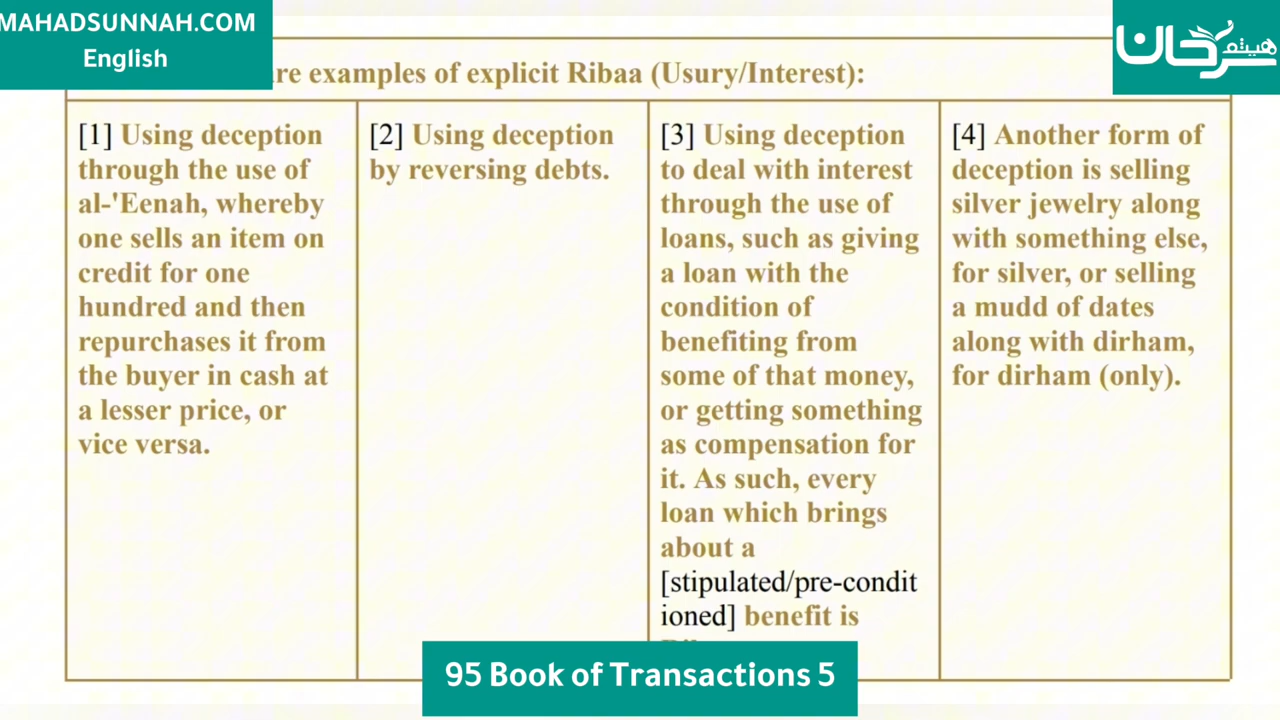 MAHADSUNNAH.COM
English
هيثم
سرحان
re examples of explicit Ribaa (Usury/Interest):
[1] Using deception
through the use of
al-'Eenah, whereby
one sells an item on
credit for one
hundred and then
repurchases it from
the buyer in cash at
a lesser price, or
vice versa.
[2] Using deception
by reversing debts.
[3] Using deception
to deal with interest
through the use of
loans, such as giving
a loan with the
condition of
benefiting from
some of that money,
or getting something
as compensation for
it. As such, every
loan which brings
about a
[stipulated/pre-condit
ioned] benefit is
[4] Another form of
deception is selling
silver jewelry along
with something else,
for silver, or selling
a mudd of dates
along with dirham,
for dirham (only).
95 Book of Transactions 5